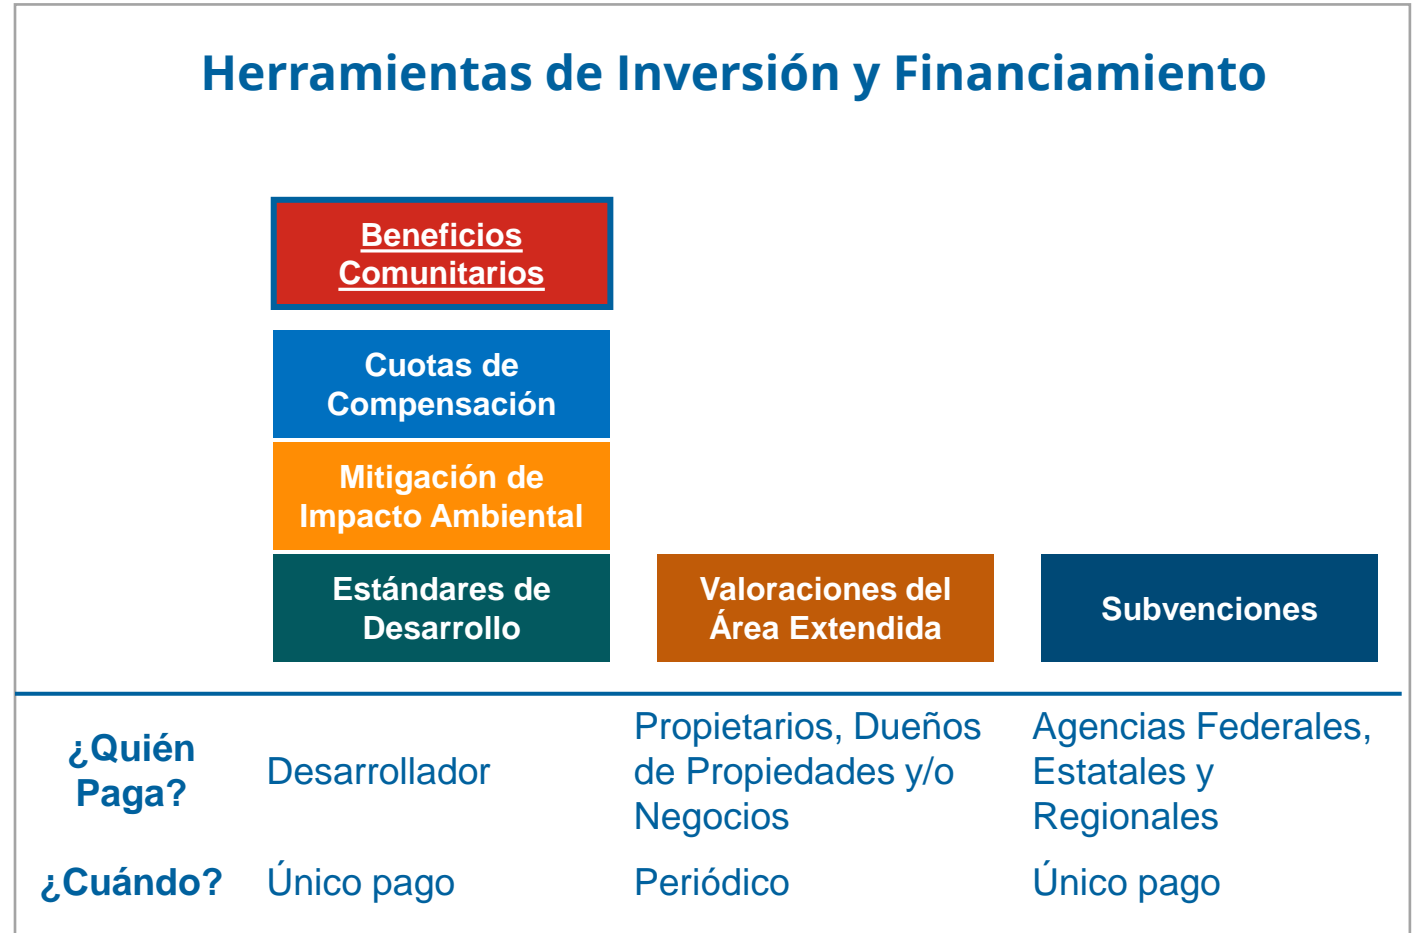 Herramientas de Inversión y Financiamiento
Beneficios
Comunitarios
Cuotas de
Compensación
Mitigación de
Impacto Ambiental
Estándares de
Desarrollo
Valoraciones del
Área Extendida
Subvenciones
¿Quién
Paga?
Desarrollador
Propietarios, Dueños
de Propiedades y/o
Negocios
Agencias Federales,
Estatales y
Regionales
¿Cuándo?
Único pago
Periódico
Único pago